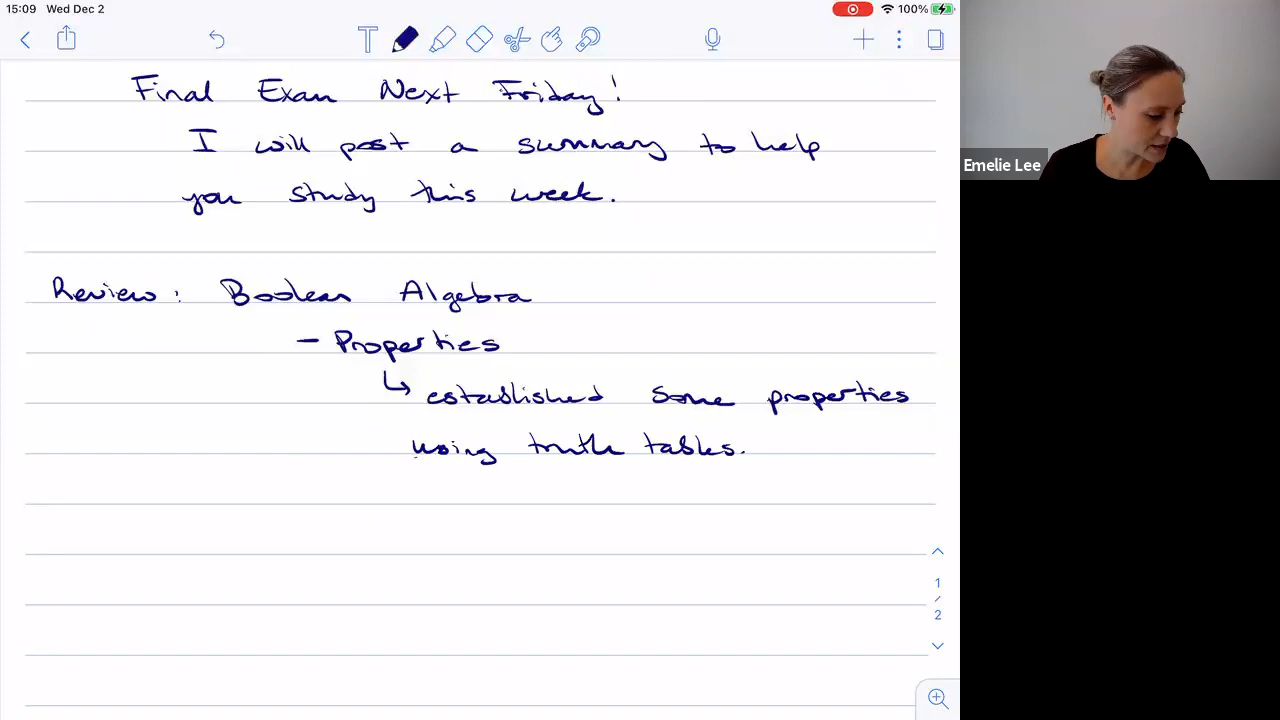 15:09 Wed Dec 2
100%
Final Exam Next Friday!
I will post a summary to help
you study this week.
Review: Boolean Algebra
- Properties
↳ established some properties
using truth tables.
1
/
2
T
Emelie Lee